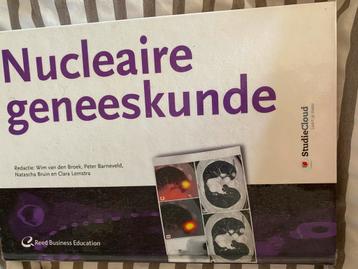 Nucleaire
geneeskunde
Redactie: Wim van den Broek, Peter Barneveld,
Natascha Bruin en Clara Lemstra
StudieCloud
Reed Business Education